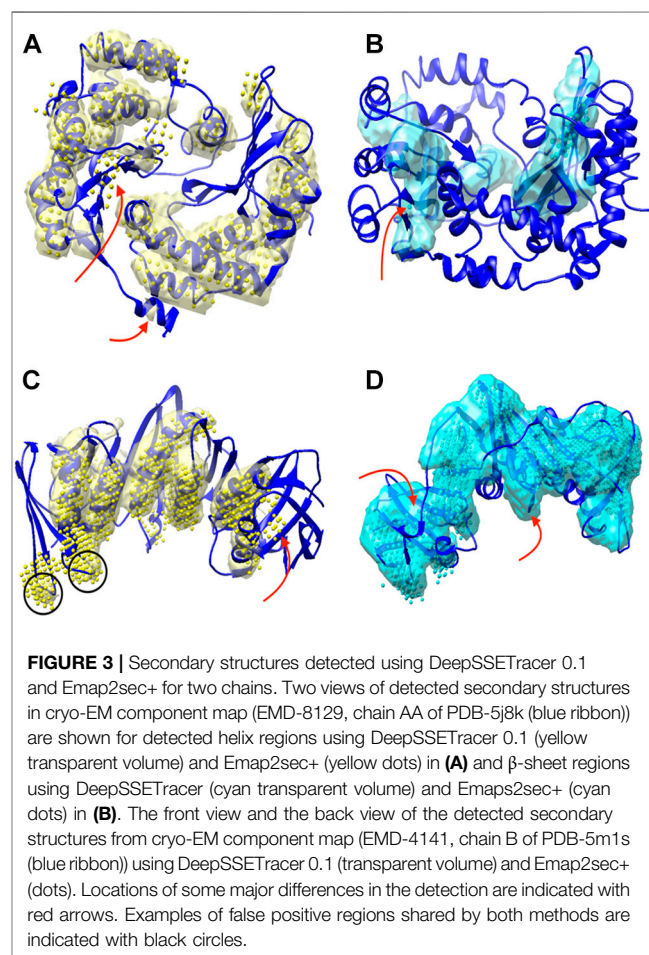 A
B
C
D
FIGURE 3 | Secondary structures detected using DeepSSETracer 0.1
and Emap2sec+ for two chains. Two views of detected secondary structures
in cryo-EM component map (EMD-8129, chain AA of PDB-5j8k (blue ribbon))
are shown for detected helix regions using DeepSSETracer 0.1 (yellow
transparent volume) and Emap2sec+ (yellow dots) in (A) and β-sheet regions
using DeepSSETracer (cyan transparent volume) and Emaps2sec+ (cyan
dots) in (B). The front view and the back view of the detected secondary
structures from cryo-EM component map (EMD-4141, chain B of PDB-5m1s
(blue ribbon)) using DeepSSETracer 0.1 (transparent volume) and Emap2sec+
(dots). Locations of some major differences in the detection are indicated with
red arrows. Examples of false positive regions shared by both methods are
indicated with black circles.